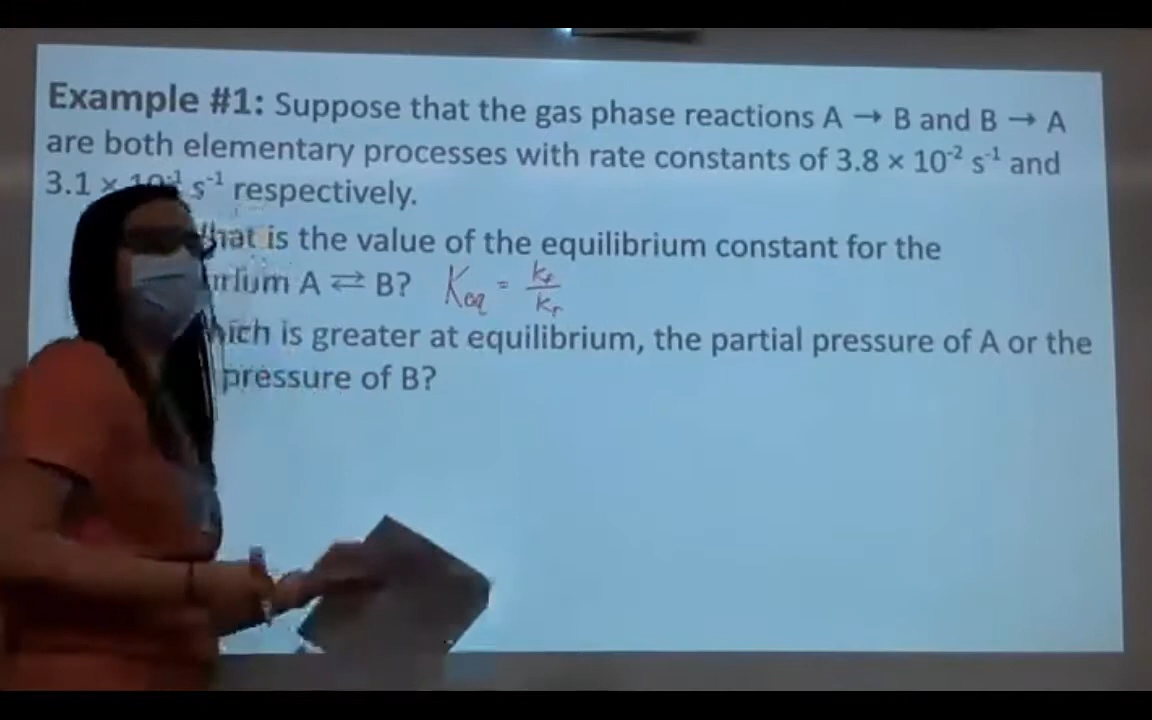 Example #1: Suppose that the gas phase reactions A → B and B → A
are both elementary processes with rate constants of 3.8 × 10⁻² s⁻¹ and
3.1 × 10⁻¹ s⁻¹ respectively.
hat is the value of the equilibrium constant for the
rium A ⇄ B? Keq = kf/kr
hich is greater at equilibrium, the partial pressure of A or the
pressure of B?